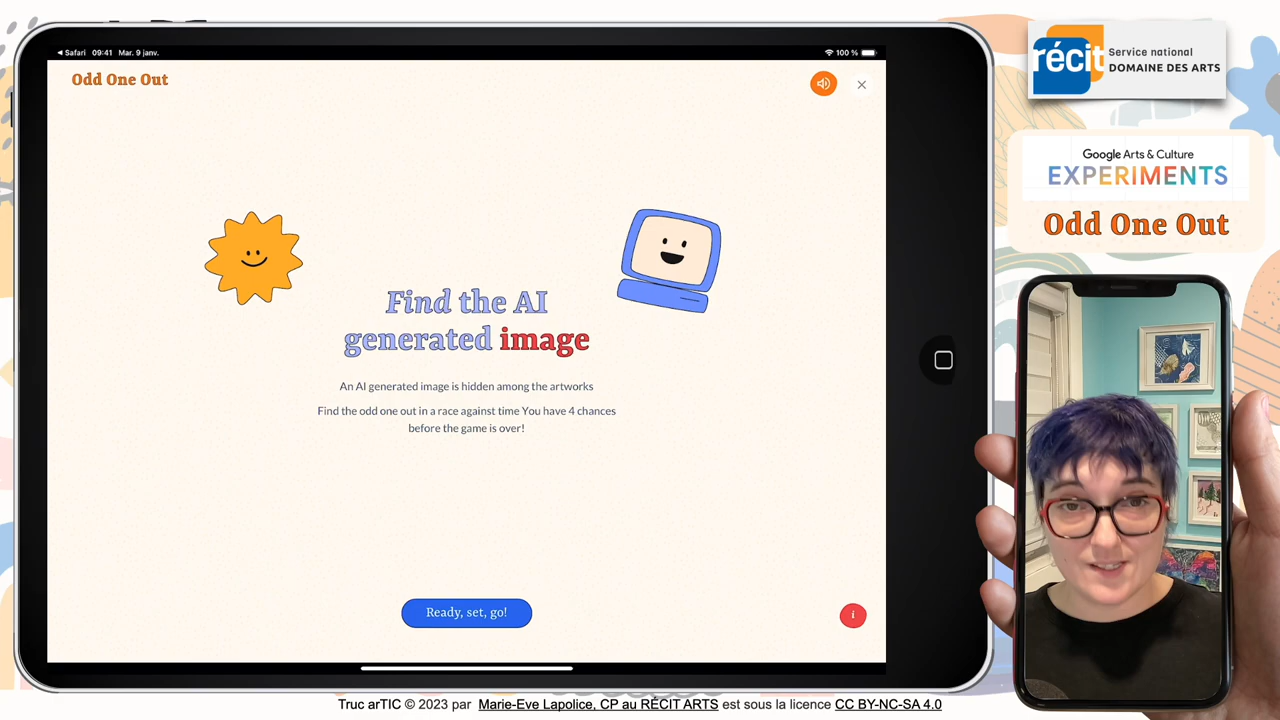 Safari 09:41 Mar. 9 janv.
100 %
Odd One Out
Find the AI
generated image
An AI generated image is hidden among the artworks
Find the odd one out in a race against time You have 4 chances
before the game is over!
Ready, set, go!
i
récit
Service national
DOMAINE DES ARTS
Google Arts & Culture
EXPERIMENTS
Odd One Out
Truc arTIC © 2023 par Marie-Eve Lapolice, CP au RÉCIT ARTS est sous la licence CC BY-NC-SA 4.0